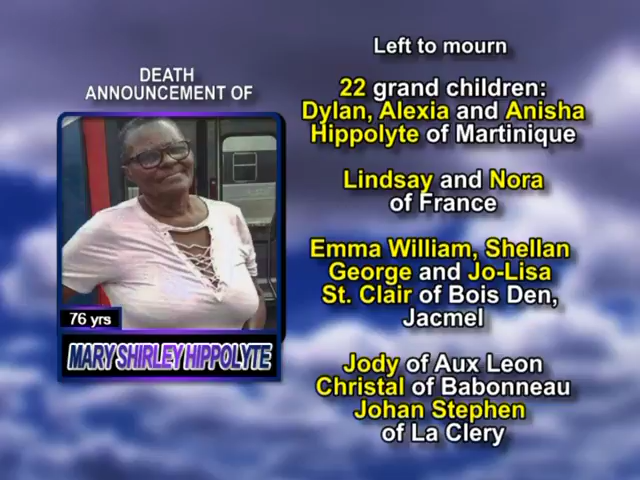 DEATH
ANNOUNCEMENT OF
76 yrs
MARY SHIRLEY HIPPOLYTE
Left to mourn
22 grand children:
Dylan, Alexia and Anisha
Hippolyte of Martinique
Lindsay and Nora
of France
Emma William, Shellan
George and Jo-Lisa
St. Clair of Bois Den,
Jacmel
Jody of Aux Leon
Christal of Babonneau
Johan Stephen
of La Clery